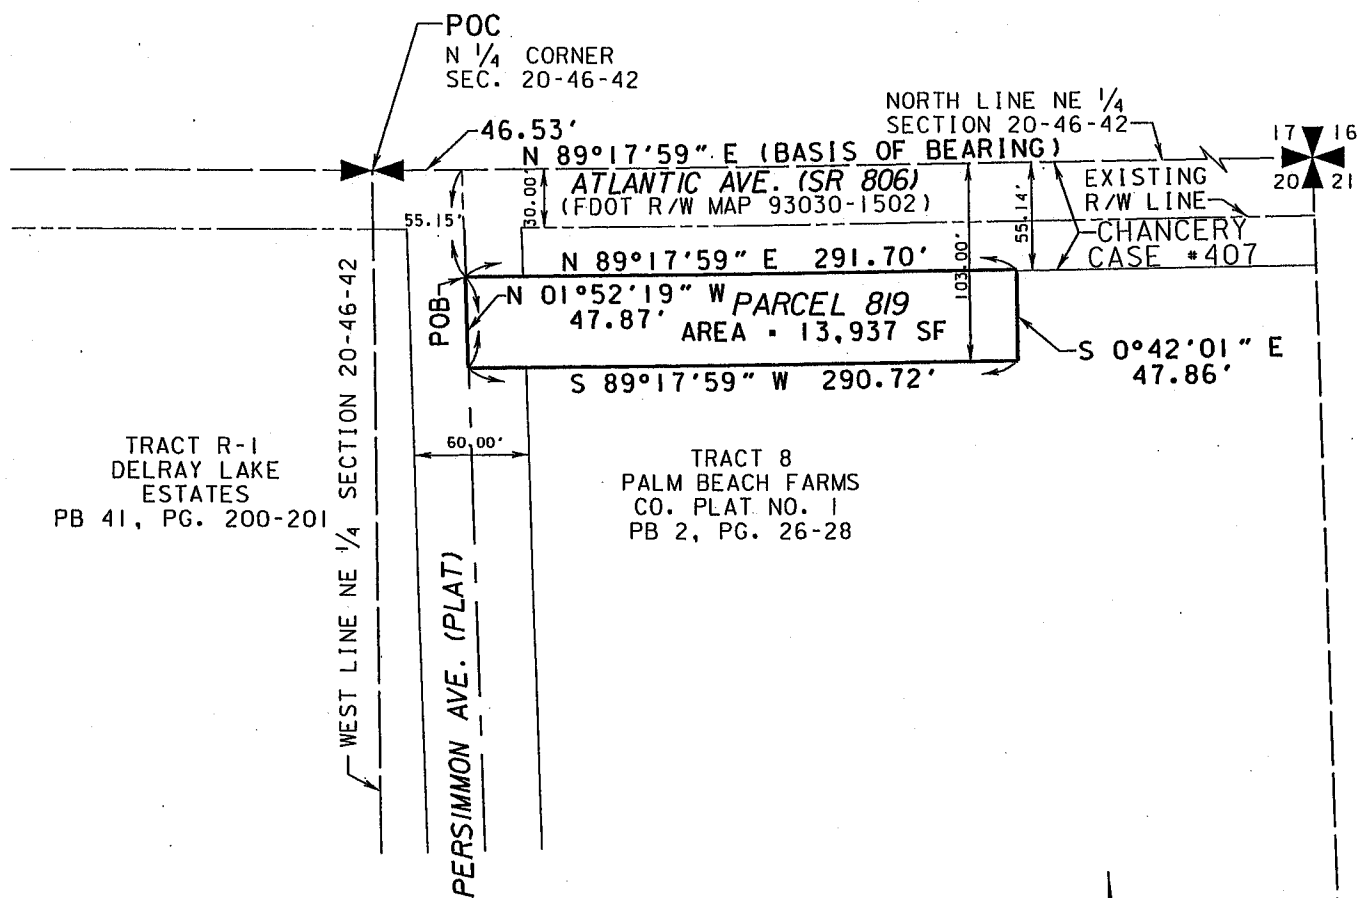 POC
N 1/4 CORNER
SEC. 20-46-42
46.53'
NORTH LINE NE 1/4
SECTION 20-46-42
17 16
20 21
N 89°17'59" E (BASIS OF BEARING)
ATLANTIC AVE. (SR 806)
(FDOT R/W MAP 93030-1502)
30.00'
55.15'
55.14'
103.00'
EXISTING
R/W LINE
CHANCERY
CASE #407
N 89°17'59" E 291.70'
POB
N 01°52'19" W
47.87'
PARCEL 819
AREA = 13,937 SF
S 0°42'01" E
47.86'
S 89°17'59" W 290.72'
WEST LINE NE 1/4 SECTION 20-46-42
60.00'
TRACT R-1
DELRAY LAKE
ESTATES
PB 41, PG. 200-201
TRACT 8
PALM BEACH FARMS
CO. PLAT NO. 1
PB 2, PG. 26-28
PERSIMMON AVE. (PLAT)